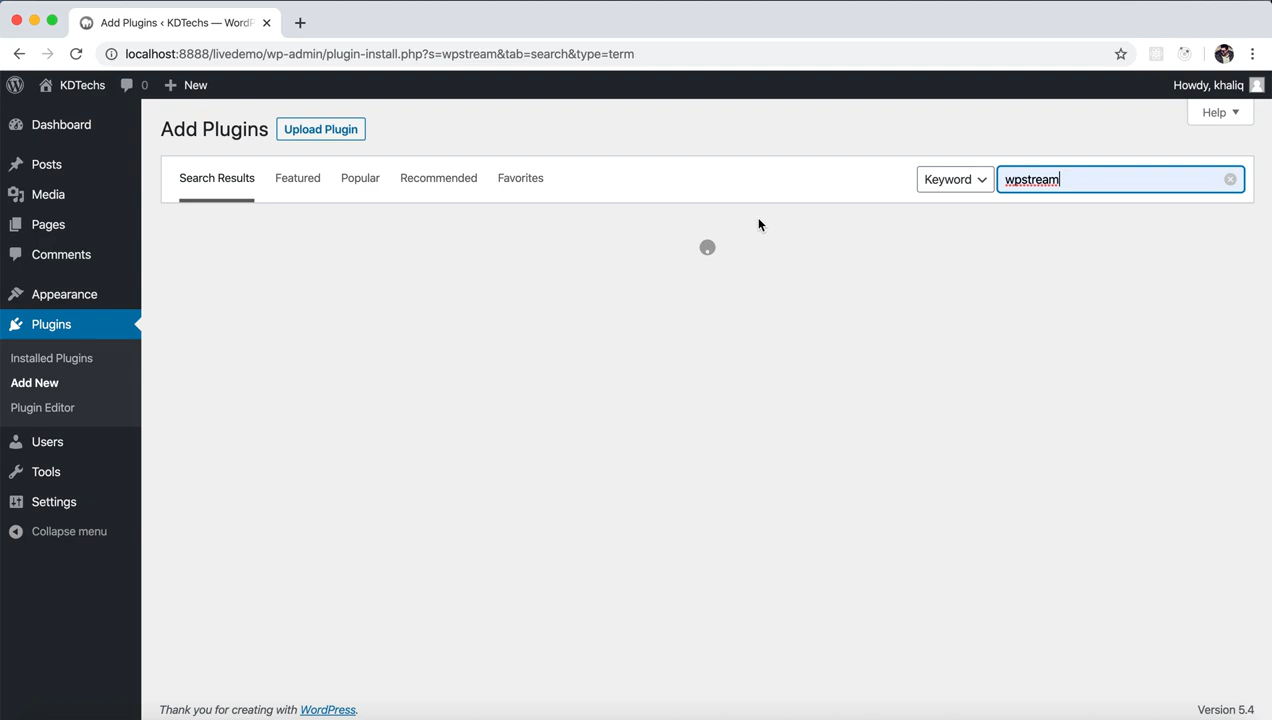 Add Plugins ‹ KDTechs — WordP
localhost:8888/livedemo/wp-admin/plugin-install.php?s=wpstream&tab=search&type=term
KDTechs 0 New Howdy, khaliq
Help
Dashboard
Posts
Media
Pages
Comments
Appearance
Plugins
Installed Plugins
Add New
Plugin Editor
Users
Tools
Settings
Collapse menu
Add Plugins Upload Plugin
Search Results Featured Popular Recommended Favorites Keyword wpstream
Thank you for creating with WordPress. Version 5.4